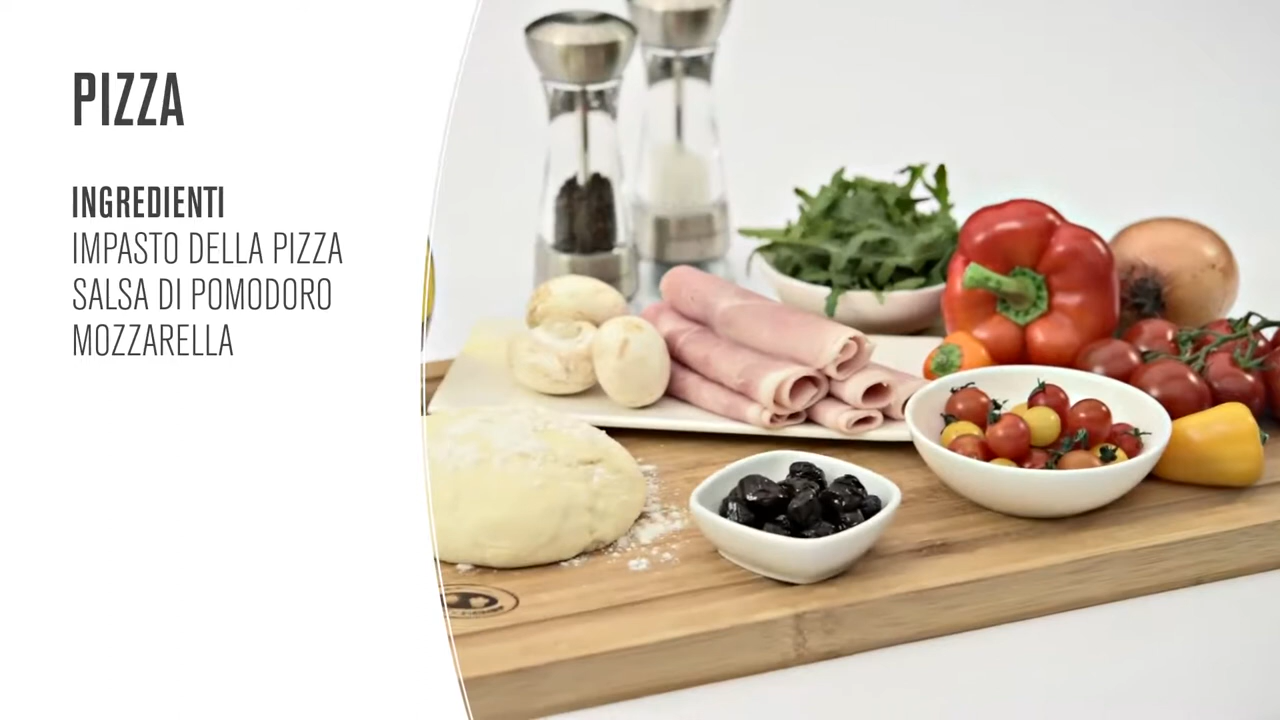 PIZZA
INGREDIENTI
IMPASTO DELLA PIZZA
SALSA DI POMODORO
MOZZARELLA